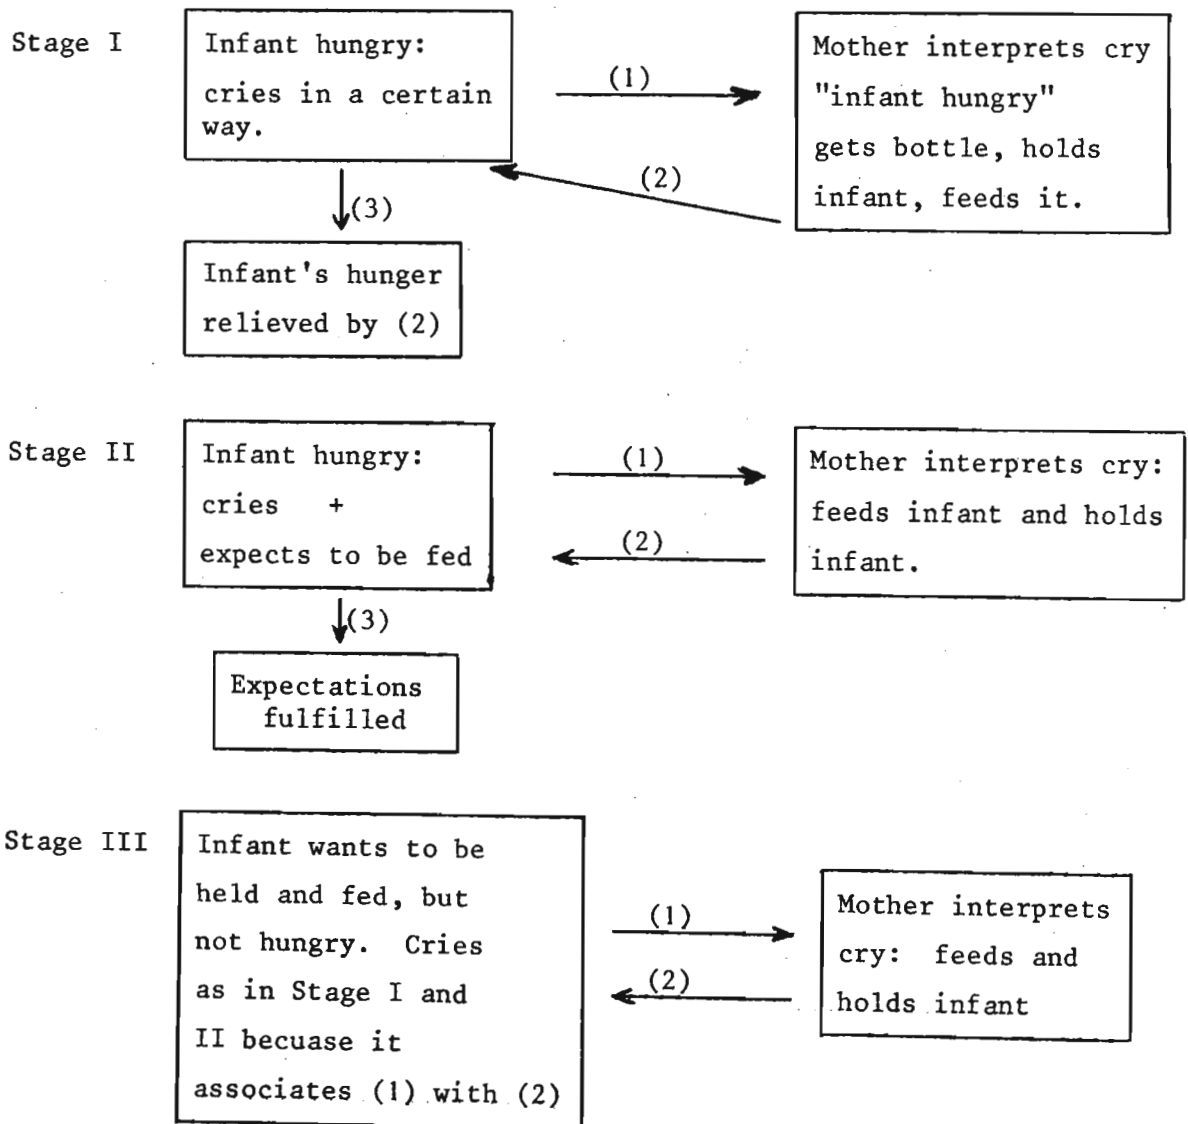 Stage I
Infant hungry:
cries in a certain
way.
(1)
Mother interprets cry
"infant hungry"
gets bottle, holds
infant, feeds it.
(2)
(3)
Infant's hunger
relieved by (2)
Stage II
Infant hungry:
cries +
expects to be fed
(1)
(2)
Mother interprets cry:
feeds infant and holds
infant.
(3)
Expectations
fulfilled
Stage III
Infant wants to be
held and fed, but
not hungry. Cries
as in Stage I and
II becuase it
associates (1) with (2)
(1)
(2)
Mother interprets
cry: feeds and
holds infant